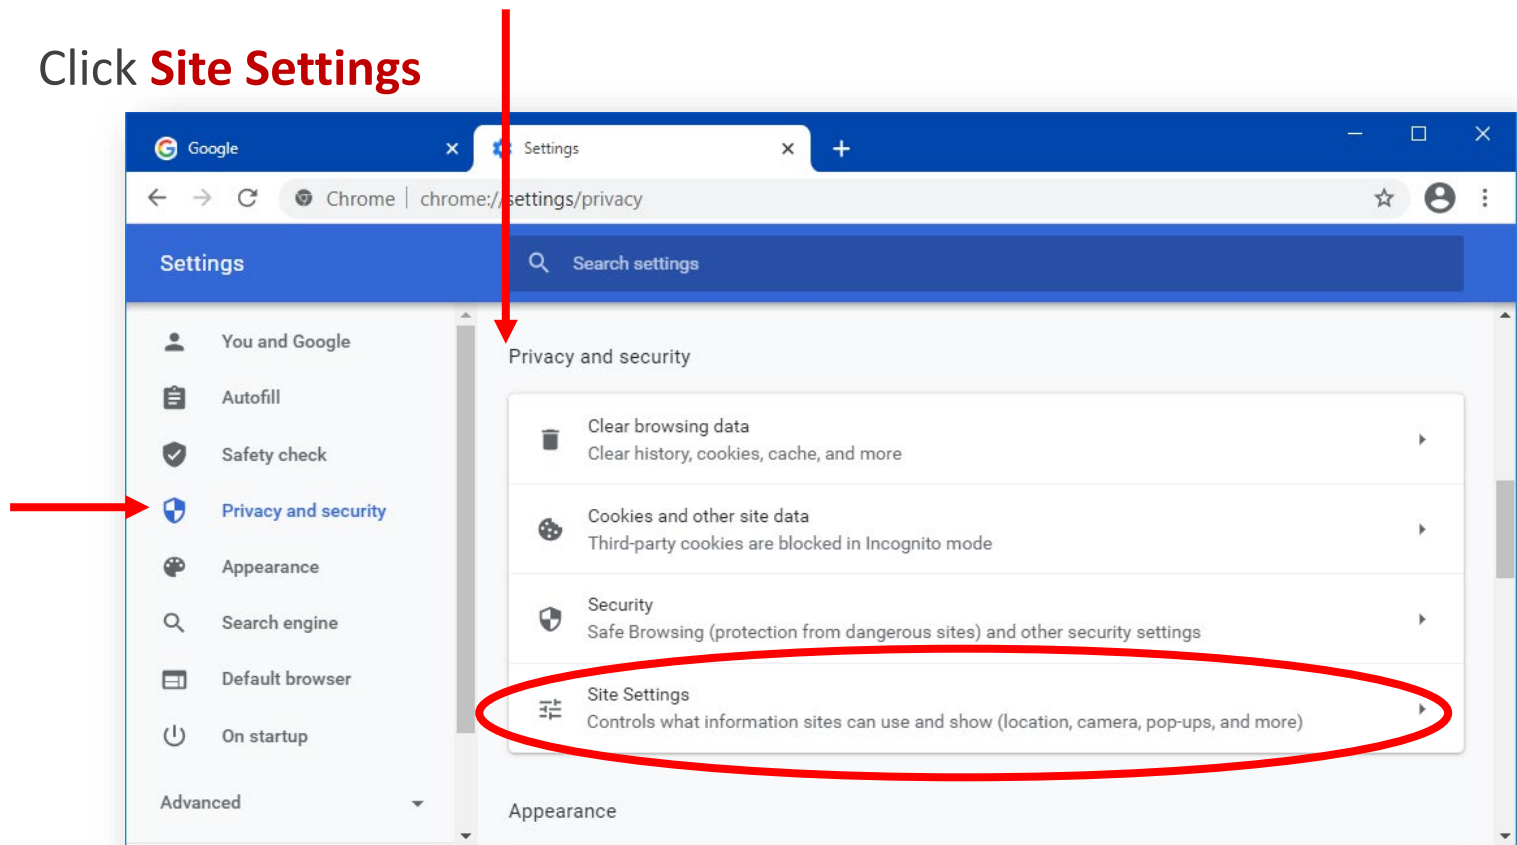 Click Site Settings
Google
Settings
Chrome
chrome://settings/privacy
Settings
Search settings
You and Google
Autofill
Safety check
Privacy and security
Appearance
Search engine
Default browser
On startup
Advanced
Privacy and security
Clear browsing data
Clear history, cookies, cache, and more
Cookies and other site data
Third-party cookies are blocked in Incognito mode
Security
Safe Browsing (protection from dangerous sites) and other security settings
Site Settings
Controls what information sites can use and show (location, camera, pop-ups, and more)
Appearance